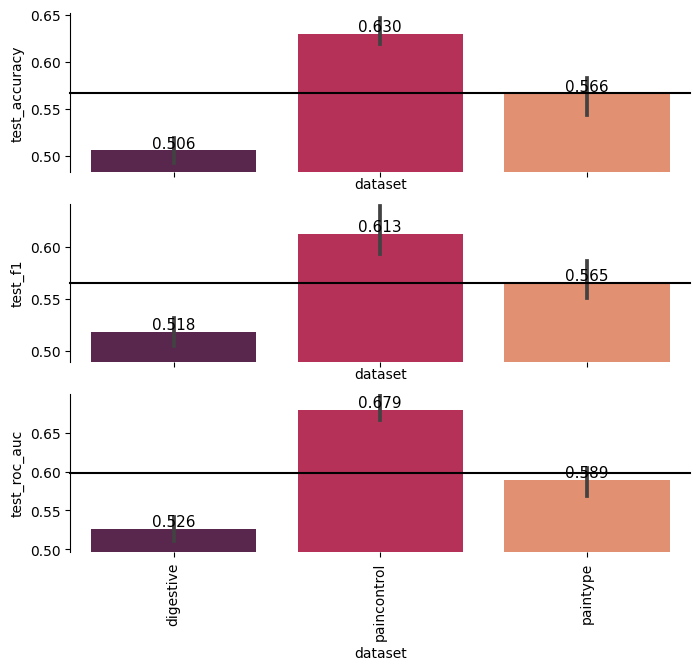 test_accuracy
0.65
0.60
0.55
0.50
0.506
0.630
0.566
dataset
test_f1
0.60
0.55
0.50
0.518
0.613
0.565
dataset
test_roc_auc
0.65
0.60
0.55
0.50
0.526
0.679
0.589
digestive
paincontrol
paintype
dataset